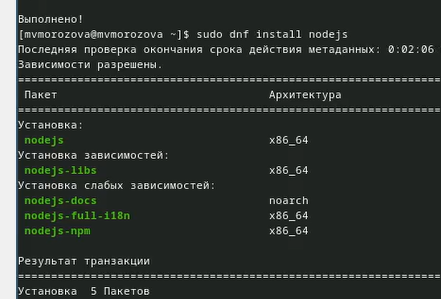 Выполнено!
[mvmorozova@mvmorozova ~]$ sudo dnf install nodejs
Последняя проверка окончания срока действия метаданных: 0:02:06
Зависимости разрешены.
================================================
Пакет Архитектура
================================================
Установка:
nodejs x86_64
Установка зависимостей:
nodejs-libs x86_64
Установка слабых зависимостей:
nodejs-docs noarch
nodejs-full-i18n x86_64
nodejs-npm x86_64
Результат транзакции
================================================
Установка 5 Пакетов